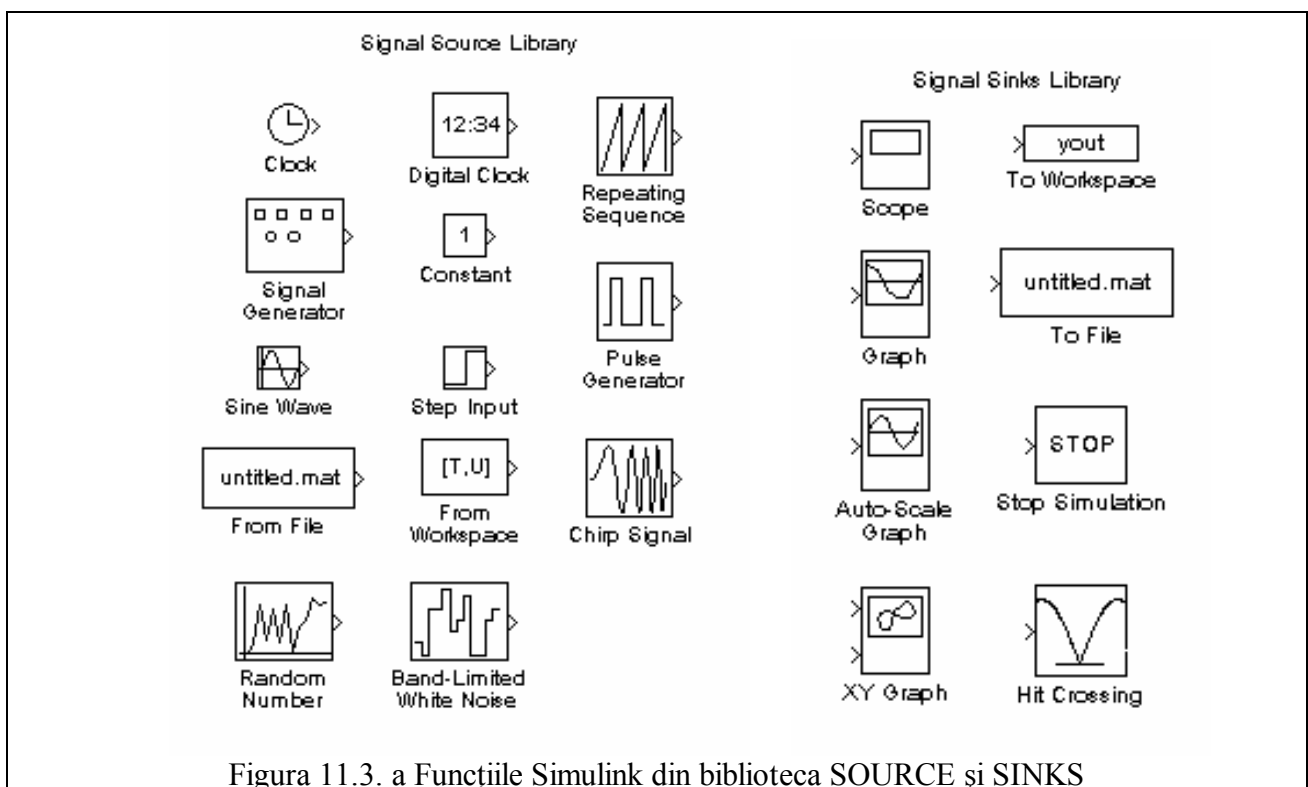 Signal Source Library
Clock
12:34
Digital Clock
Repeating
Sequence
Signal
Generator
1
Constant
Pulse
Generator
Sine Wave
Step Input
untitled.mat
From File
[T,U]
From
Workspace
Chirp Signal
Random
Number
Band-Limited
White Noise
Signal Sinks Library
Scope
yout
To Workspace
Graph
untitled.mat
To File
Auto-Scale
Graph
STOP
Stop Simulation
XY Graph
Hit Crossing
Figura 11.3. a Funcţiile Simulink din biblioteca SOURCE şi SINKS